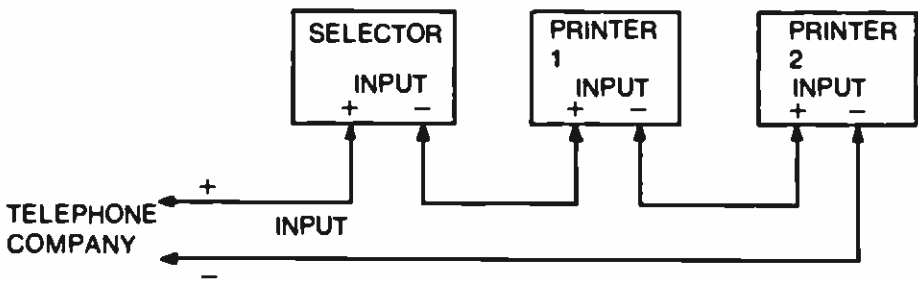 SELECTOR
INPUT
+ −
PRINTER
1
INPUT
+ −
PRINTER
2
INPUT
+ −
TELEPHONE
COMPANY
+
INPUT
−